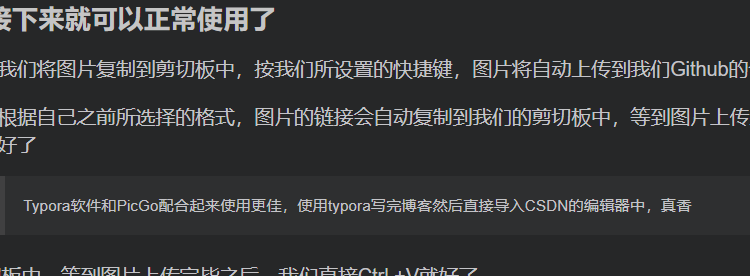 接下来就可以正常使用了
我们将图片复制到剪切板中，按我们所设置的快捷键，图片将自动上传到我们Github的
根据自己之前所选择的格式，图片的链接会自动复制到我们的剪切板中，等到图片上传
好了
Typora软件和PicGo配合起来使用更佳，使用typora写完博客然后直接导入CSDN的编辑器中，真香
板中，等到图片上传完毕之后，我们直接Ctrl +V就好了